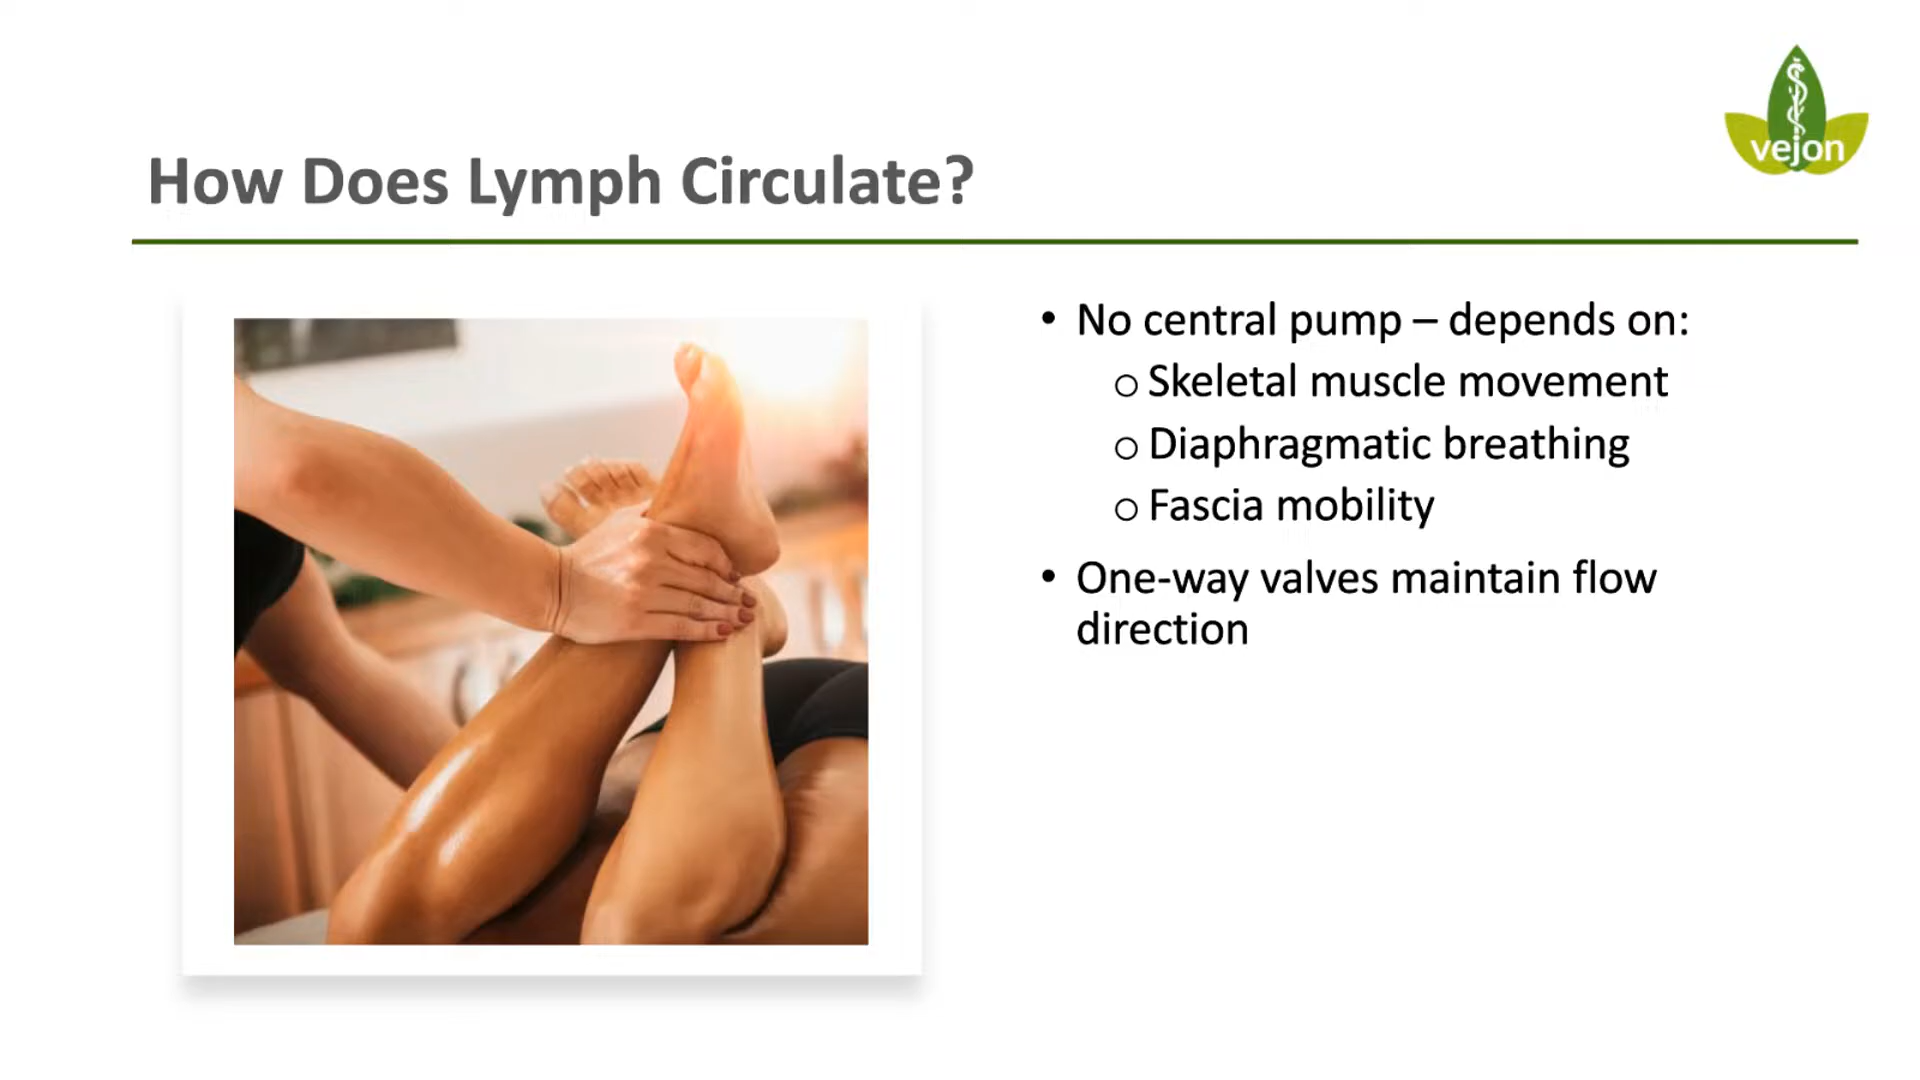 vejon
How Does Lymph Circulate?
• No central pump – depends on:
o Skeletal muscle movement
o Diaphragmatic breathing
o Fascia mobility
• One-way valves maintain flow
direction